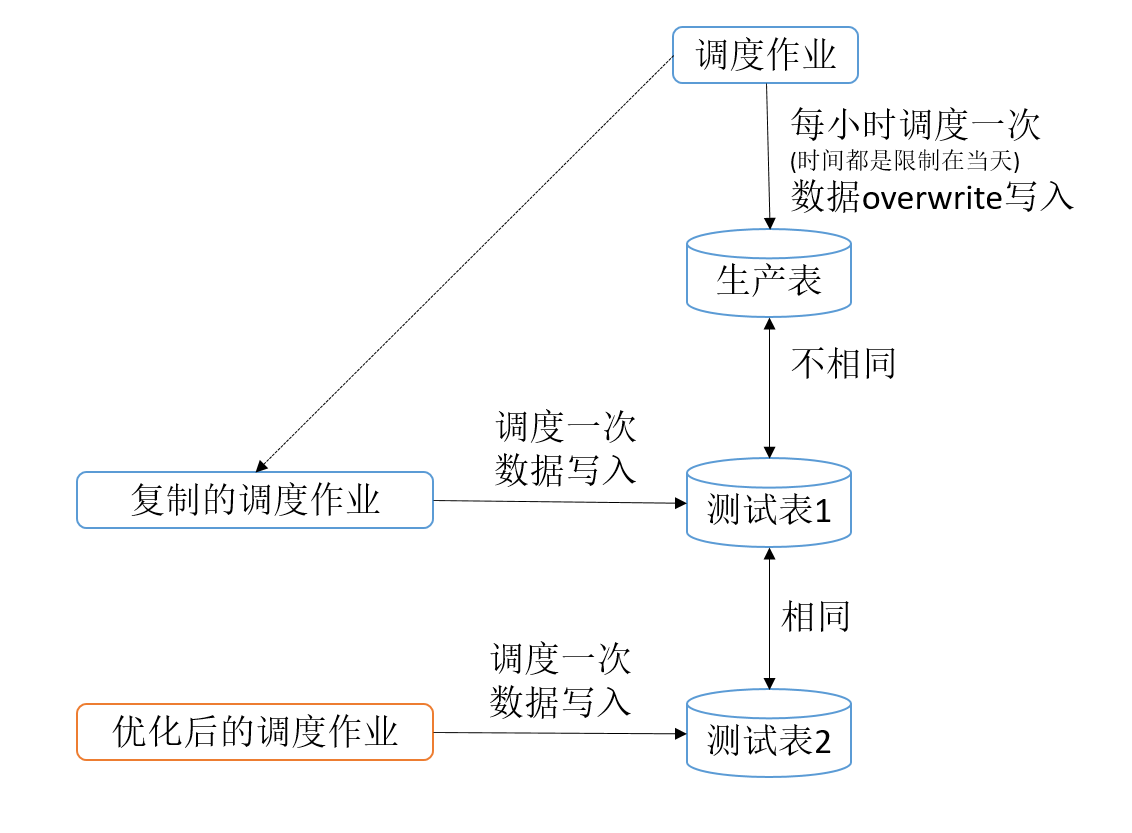 调度作业
每小时调度一次
(时间都是限制在当天)
数据overwrite写入
生产表
不相同
调度一次
数据写入
复制的调度作业
测试表1
相同
调度一次
数据写入
优化后的调度作业
测试表2